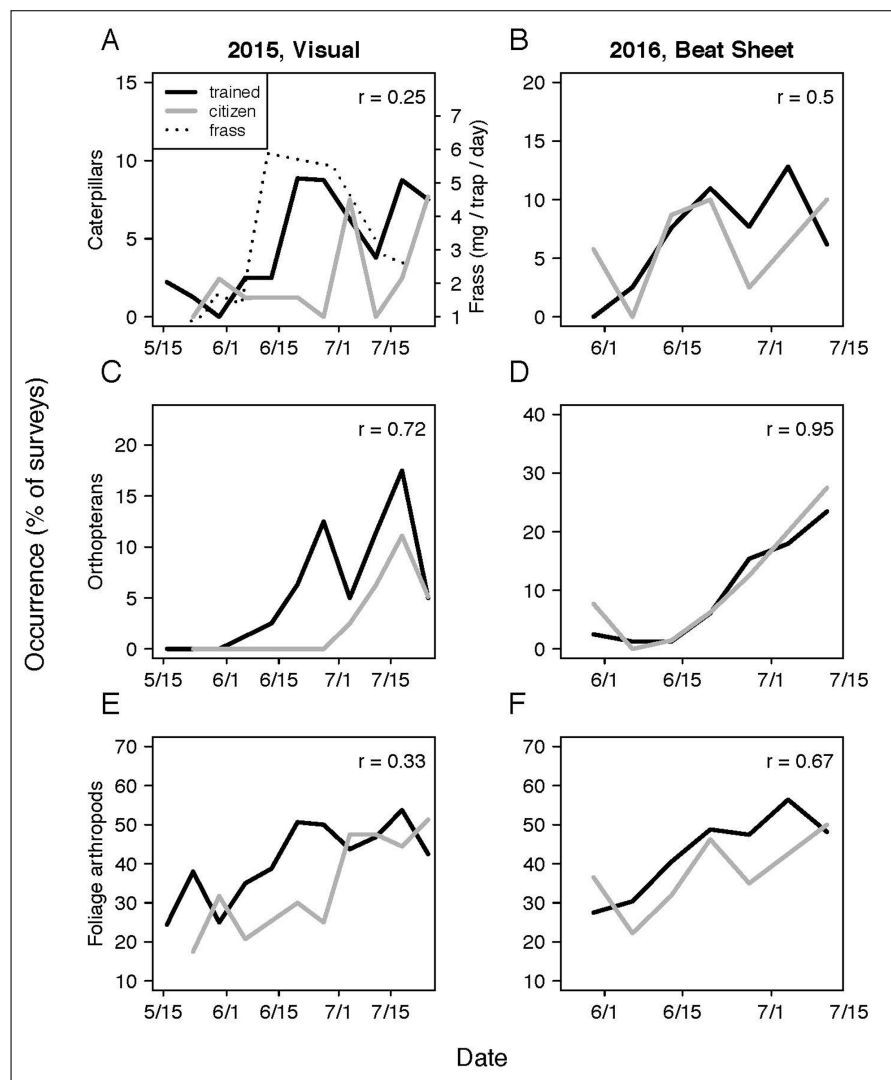 A
2015, Visual
B
2016, Beat Sheet
trained
citizen
frass
r = 0.25
15
10
5
0
Caterpillars
7
6
5
4
3
2
1
Frass (mg / trap / day)
5/15 6/1 6/15 7/1 7/15
r = 0.5
20
15
10
5
0
6/1 6/15 7/1 7/15
C
r = 0.72
20
15
10
5
0
Orthopterans
5/15 6/1 6/15 7/1 7/15
D
r = 0.95
40
30
20
10
0
6/1 6/15 7/1 7/15
E
r = 0.33
70
60
50
40
30
20
10
Foliage arthropods
5/15 6/1 6/15 7/1 7/15
F
r = 0.67
70
60
50
40
30
20
10
6/1 6/15 7/1 7/15
Occurrence (% of surveys)
Date